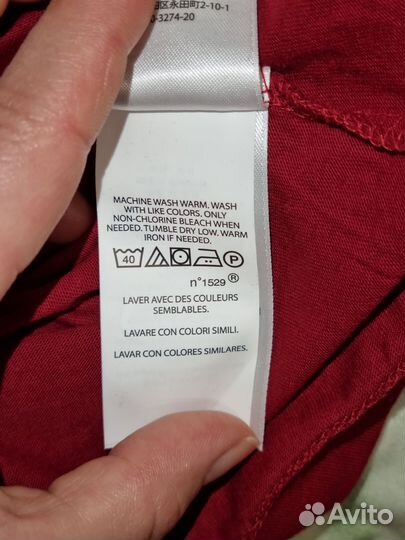 区永田町2-10-1
-3274-20
MACHINE WASH WARM. WASH
WITH LIKE COLORS. ONLY
NON-CHLORINE BLEACH WHEN
NEEDED. TUMBLE DRY LOW. WARM
IRON IF NEEDED.
40 P
n°1529®
LAVER AVEC DES COULEURS
SEMBLABLES.
LAVARE CON COLORI SIMILI.
LAVAR CON COLORES SIMILARES.
Avito